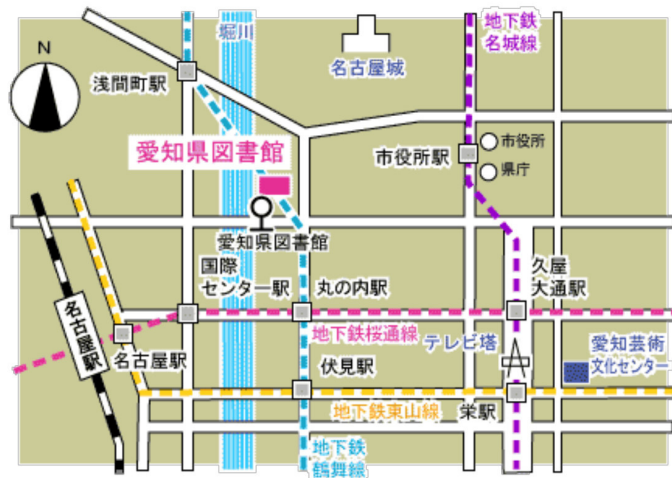 地下鉄
名城線
堀川
N
名古屋城
浅間町駅
市役所
愛知県図書館
市役所駅
県庁
愛知県図書館
国際
センター駅
丸の内駅
久屋
大通駅
名古屋駅
地下鉄桜通線
テレビ塔
愛知芸術
文化センター
名古屋駅
伏見駅
地下鉄東山線
栄駅
地下鉄
鶴舞線